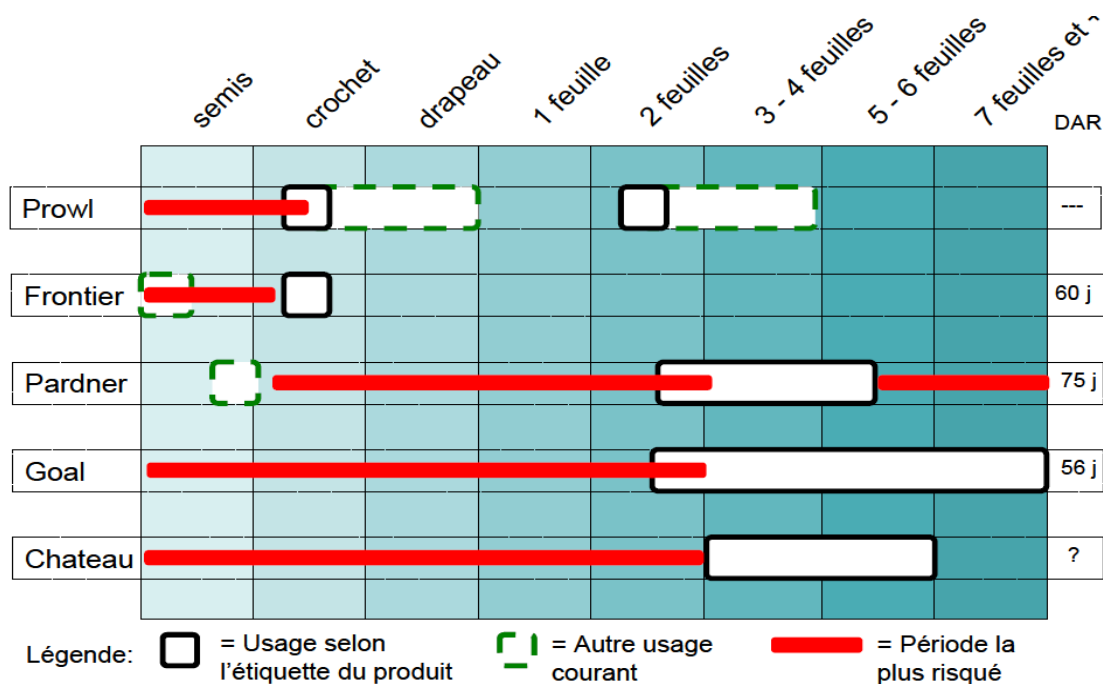 semis
crochet
drapeau
1 feuille
2 feuilles
3 - 4 feuilles
5 - 6 feuilles
7 feuilles et
DAR
Prowl
---
Frontier
60 j
Pardner
75 j
Goal
56 j
Chateau
?
Légende:
= Usage selon
l'étiquette du produit
= Autre usage
courant
= Période la
plus risqué